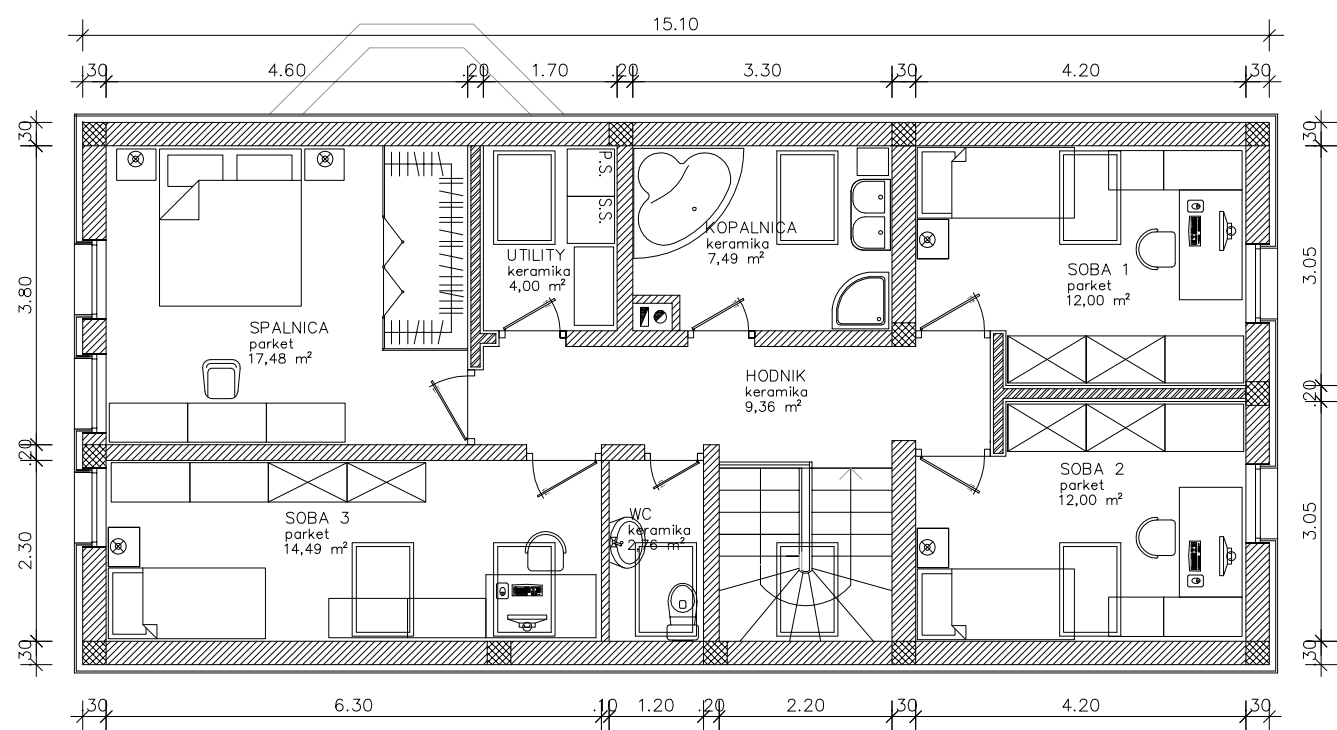 15.10
.30
4.60
.20
1.70
.20
3.30
.30
4.20
.30
.30
3.80
.20
2.30
.30
.30
3.05
.20
3.05
.30
P.S.
S.S.
UTILITY
keramika
4,00 m²
KOPALNICA
keramika
7,49 m²
SOBA 1
parket
12,00 m²
SPALNICA
parket
17,48 m²
HODNIK
keramika
9,36 m²
SOBA 2
parket
12,00 m²
SOBA 3
parket
14,49 m²
WC
keramika
2,76 m²
.30
6.30
.10
1.20
.20
2.20
.30
4.20
.30